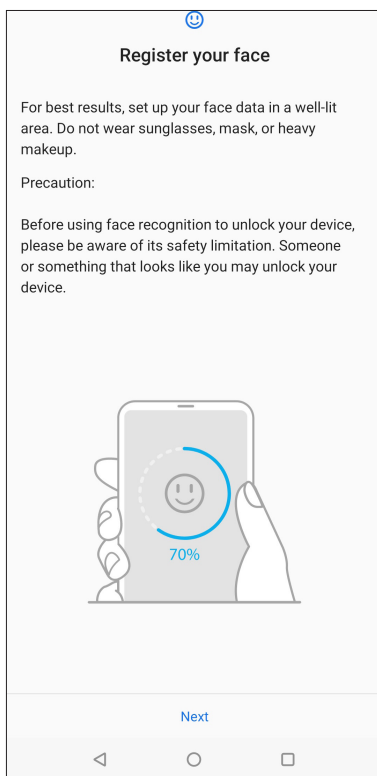 Register your face
For best results, set up your face data in a well-lit
area. Do not wear sunglasses, mask, or heavy
makeup.
Precaution:
Before using face recognition to unlock your device,
please be aware of its safety limitation. Someone
or something that looks like you may unlock your
device.
70%
Next